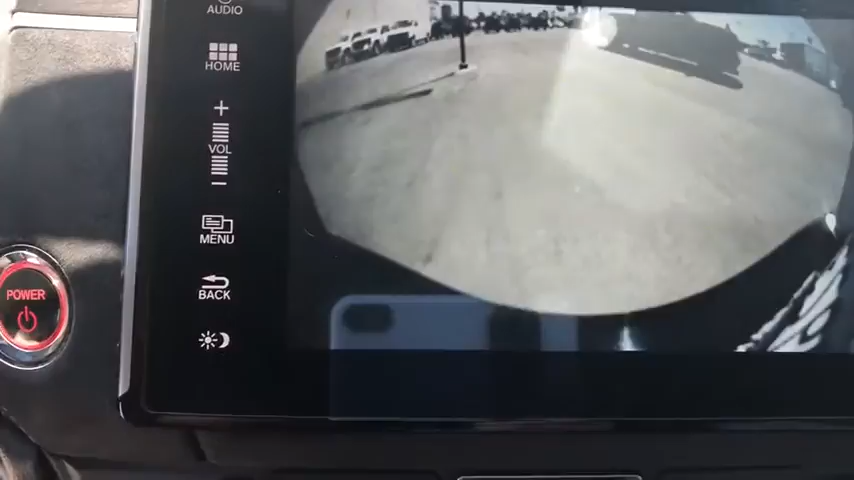 AUDIO
HOME
+
VOL
−
MENU
BACK
POWER